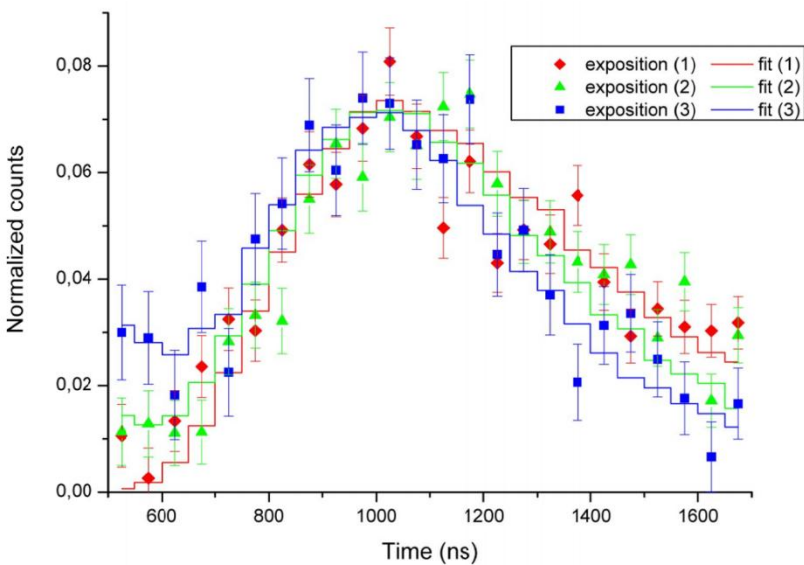 0,08
0,06
0,04
0,02
0,00
Normalized counts
exposition (1) fit (1)
exposition (2) fit (2)
exposition (3) fit (3)
600 800 1000 1200 1400 1600
Time (ns)